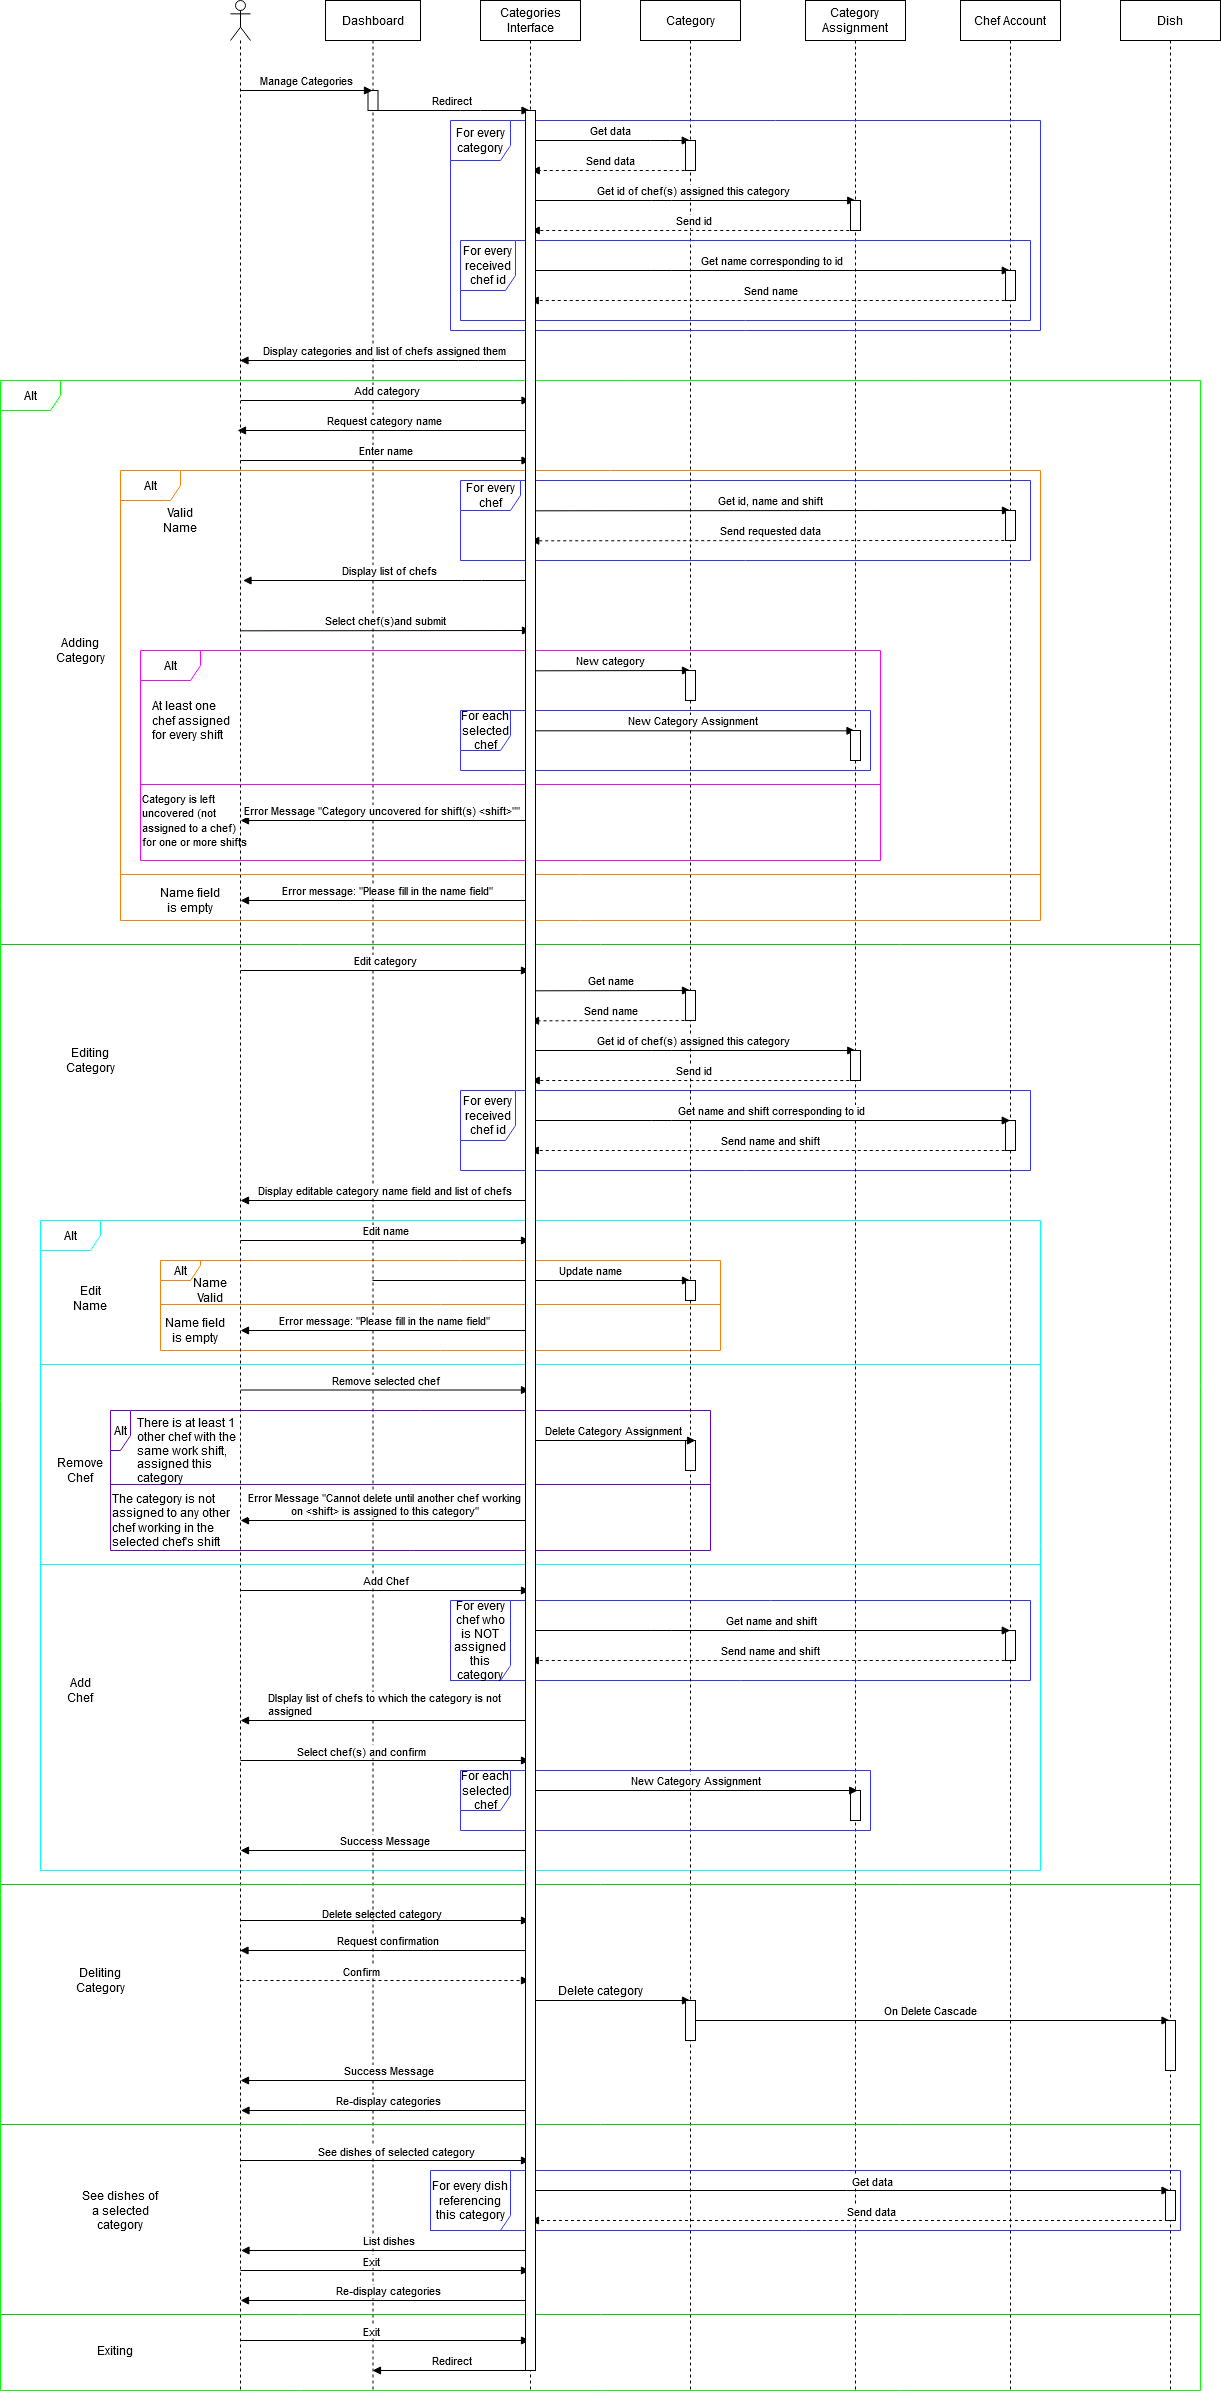 Dashboard
Categories
Interface
Category
Category
Assignment
Chef Account
Dish
Manage Categories
Redirect
For every
category
Get data
Send data
Get id of chef(s) assigned this category
Send id
For every
received
chef id
Get name corresponding to id
Send name
Display categories and list of chefs assigned them
Alt
Add category
Request category name
Enter name
Alt
Valid
Name
For every
chef
Get id, name and shift
Send requested data
Display list of chefs
Select chef(s)and submit
Adding
Category
Alt
New category
At least one
chef assigned
for every shift
For each
selected
chef
New Category Assignment
Category is left
uncovered (not
assigned to a chef)
for one or more shifts
Error Message "Category uncovered for shift(s) <shift>""
Name field
is empty
Error message: "Please fill in the name field"
Edit category
Get name
Send name
Editing
Category
Get id of chef(s) assigned this category
Send id
For every
received
chef id
Get name and shift corresponding to id
Send name and shift
Display editable category name field and list of chefs
Alt
Edit name
Edit
Name
Alt
Name
Valid
Update name
Name field
is empty
Error message: "Please fill in the name field"
Remove selected chef
Remove
Chef
Alt
There is at least 1
other chef with the
same work shift,
assigned this
category
Delete Category Assignment
The category is not
assigned to any other
chef working in the
selected chef's shift
Error Message "Cannot delete until another chef working
on <shift> is assigned to this category"
Add Chef
For every
chef who
is NOT
assigned
this
category
Get name and shift
Send name and shift
Add
Chef
DIsplay list of chefs to which the category is not
assigned
Select chef(s) and confirm
For each
selected
chef
New Category Assignment
Success Message
Delete selected category
Request confirmation
Deliting
Category
Confirm
Delete category
On Delete Cascade
Success Message
Re-display categories
See dishes of selected category
See dishes of
a selected
category
For every dish
referencing
this category
Get data
Send data
List dishes
Exit
Re-display categories
Exiting
Exit
Redirect